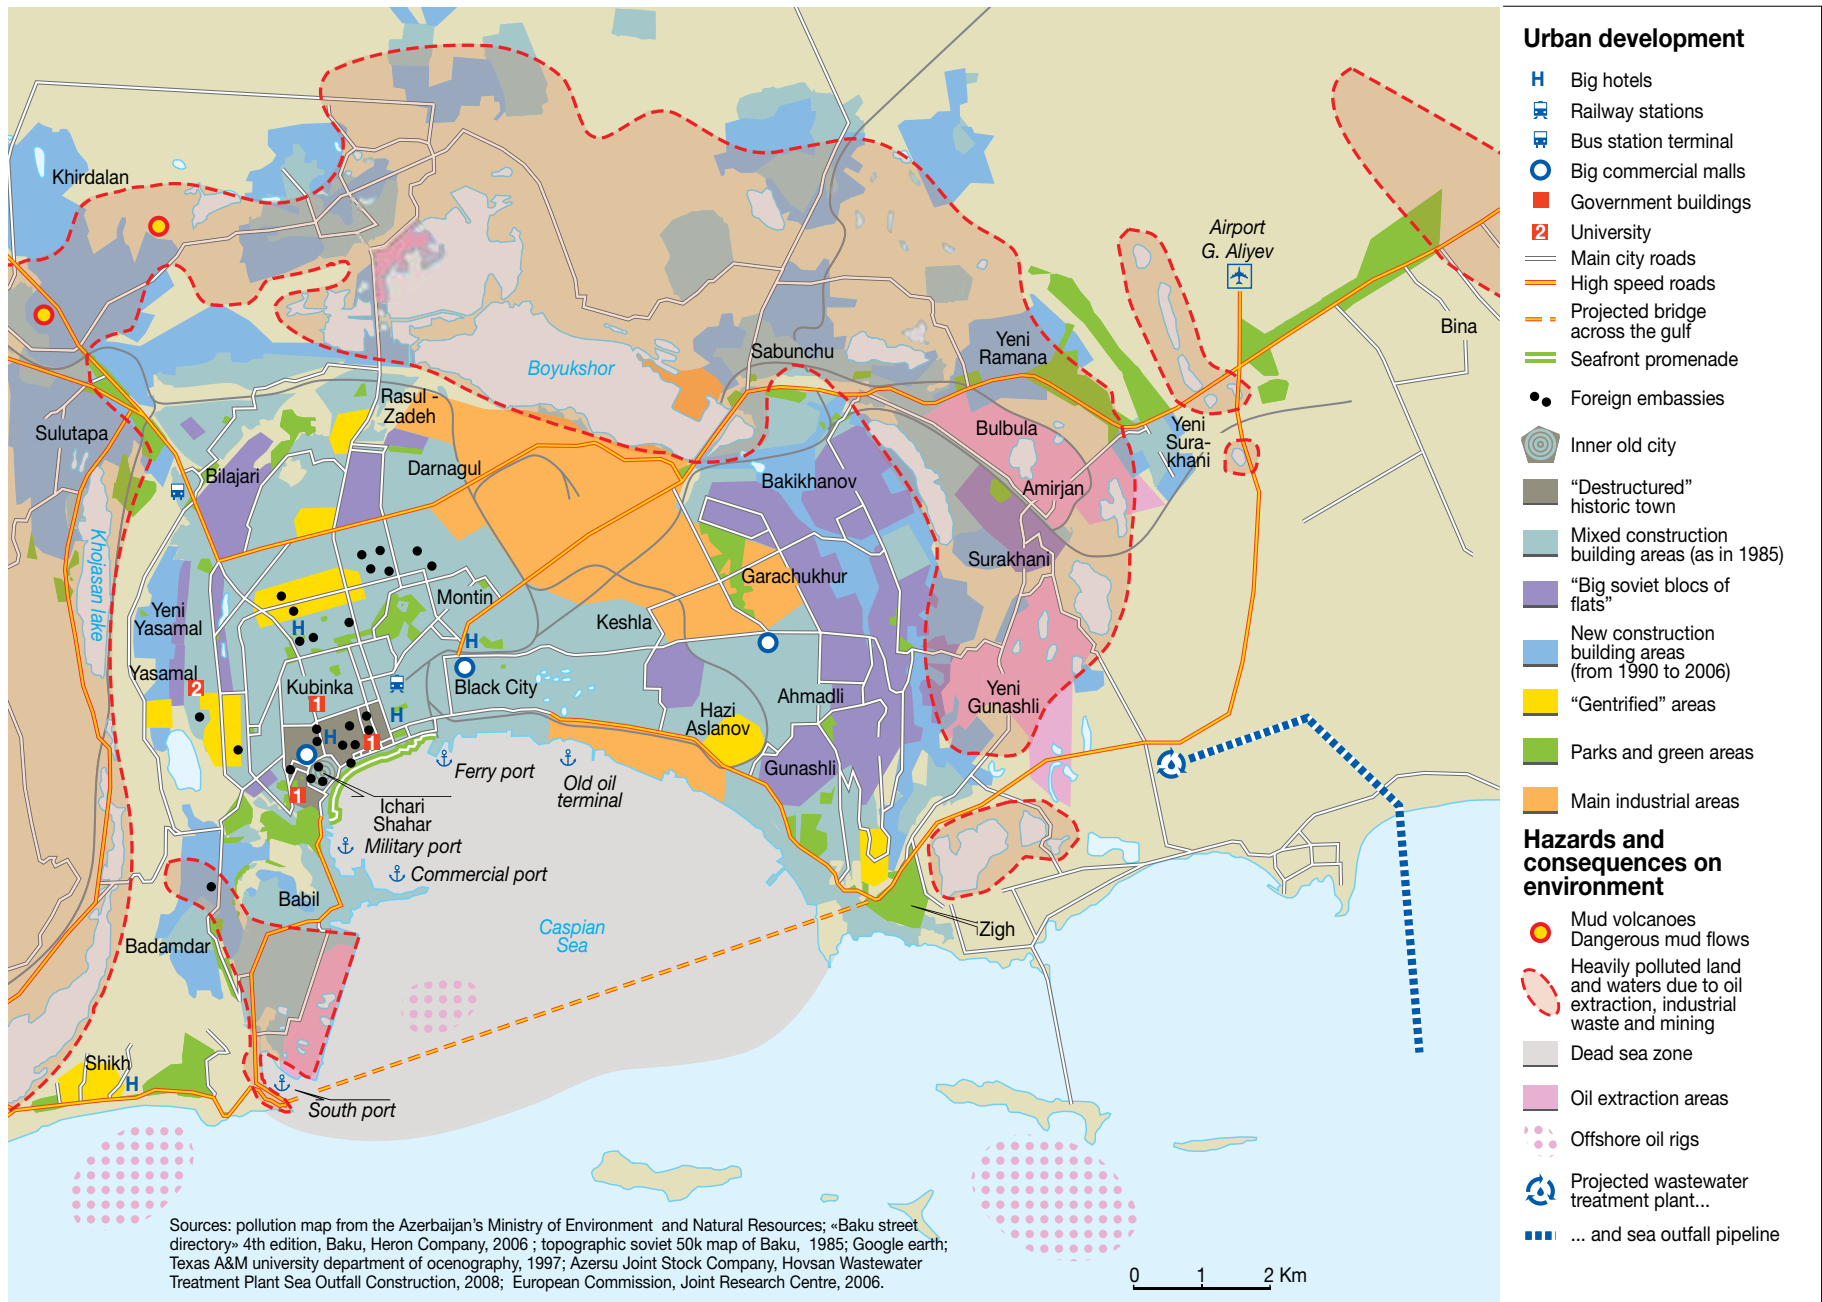 Khirdalan
Airport
G. Aliyev
Bina
Yeni
Ramana
Sabunchu
Boyukshor
Rasul -
Zadeh
Sulutapa
Bulbula
Yeni
Sura-
khani
Bilajari
Darnagul
Bakikhanov
Amirjan
Khojasan lake
Surakhani
Garachukhur
Yeni
Yasamal
Montin
Keshla
H
H
Yasamal
2
Kubinka
1
Black City
Ahmadli
Yeni
Gunashli
Hazi
Aslanov
H
H
1
Gunashli
Ferry port
Old oil
terminal
1
Ichari
Shahar
Military port
Commercial port
Babil
Zigh
Caspian
Sea
Badamdar
Shikh
H
South port
Sources: pollution map from the Azerbaijan's Ministry of Environment and Natural Resources; «Baku street
directory» 4th edition, Baku, Heron Company, 2006 ; topographic soviet 50k map of Baku, 1985; Google earth;
Texas A&M university department of ocenography, 1997; Azersu Joint Stock Company, Hovsan Wastewater
Treatment Plant Sea Outfall Construction, 2008; European Commission, Joint Research Centre, 2006.
0 1 2 Km
Urban development
H Big hotels
Railway stations
Bus station terminal
Big commercial malls
Government buildings
2 University
Main city roads
High speed roads
Projected bridge
across the gulf
Seafront promenade
Foreign embassies
Inner old city
“Destructured”
historic town
Mixed construction
building areas (as in 1985)
“Big soviet blocs of
flats”
New construction
building areas
(from 1990 to 2006)
“Gentrified” areas
Parks and green areas
Main industrial areas
Hazards and
consequences on
environment
Mud volcanoes
Dangerous mud flows
Heavily polluted land
and waters due to oil
extraction, industrial
waste and mining
Dead sea zone
Oil extraction areas
Offshore oil rigs
Projected wastewater
treatment plant...
... and sea outfall pipeline